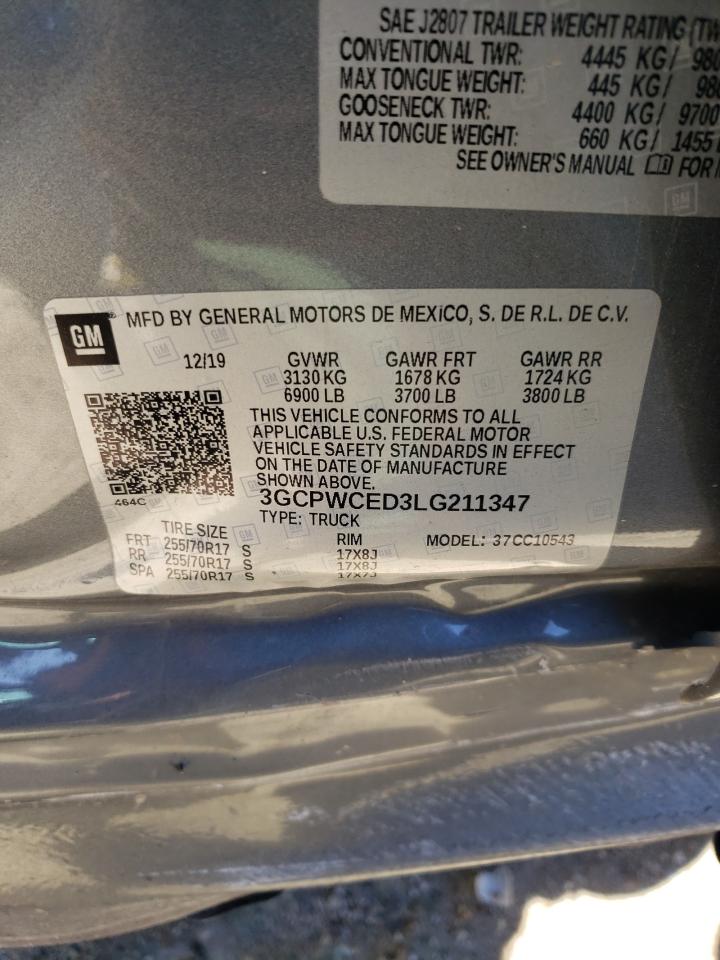 SAE J2807 TRAILER WEIGHT RATING (TW
CONVENTIONAL TWR: 4445 KG/ 980
MAX TONGUE WEIGHT: 445 KG/ 980
GOOSENECK TWR: 4400 KG/ 9700
MAX TONGUE WEIGHT: 660 KG/ 1455
SEE OWNER'S MANUAL FOR
GM
MFD BY GENERAL MOTORS DE MEXICO, S. DE R.L. DE C.V.
12/19 GVWR GAWR FRT GAWR RR
3130 KG 1678 KG 1724 KG
6900 LB 3700 LB 3800 LB
THIS VEHICLE CONFORMS TO ALL
APPLICABLE U.S. FEDERAL MOTOR
VEHICLE SAFETY STANDARDS IN EFFECT
ON THE DATE OF MANUFACTURE
SHOWN ABOVE.
464C
3GCPWCED3LG211347
TYPE: TRUCK
TIRE SIZE RIM MODEL: 37CC10543
FRT 255/70R17 S 17X8J
RR 255/70R17 S 17X8J
SPA 255/70R17 S 17X7J